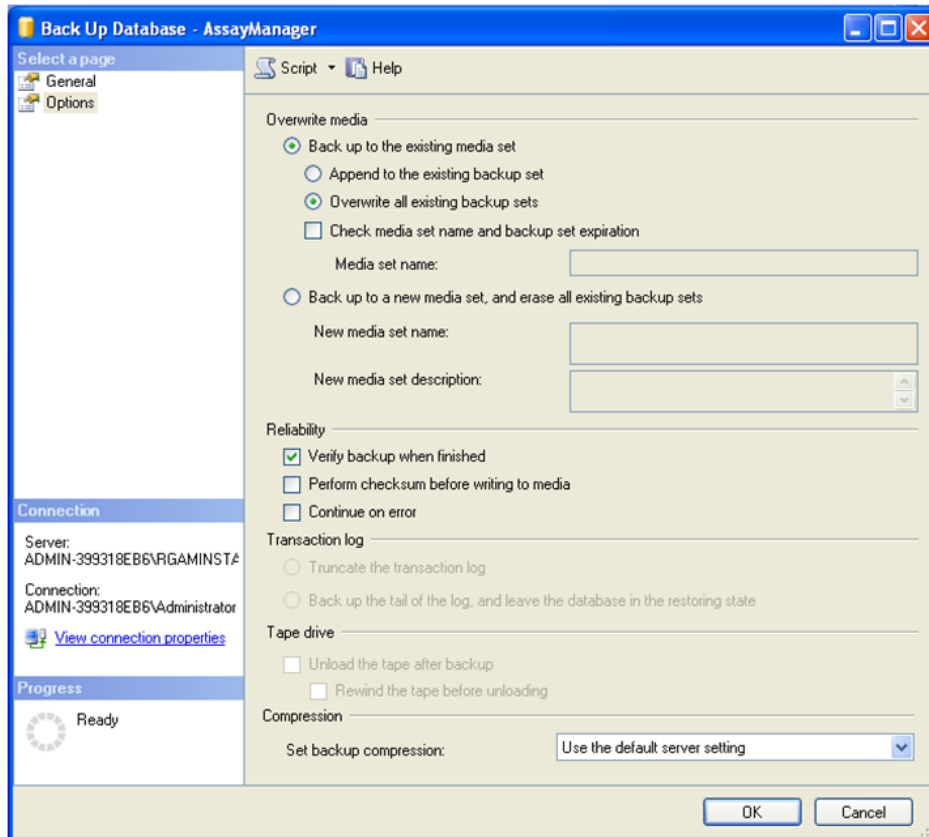 Back Up Database - AssayManager
Select a page
General
Options
Script
Help
Overwrite media
Back up to the existing media set
Append to the existing backup set
Overwrite all existing backup sets
Check media set name and backup set expiration
Media set name:
Back up to a new media set, and erase all existing backup sets
New media set name:
New media set description:
Reliability
Verify backup when finished
Perform checksum before writing to media
Continue on error
Transaction log
Truncate the transaction log
Back up the tail of the log, and leave the database in the restoring state
Tape drive
Unload the tape after backup
Rewind the tape before unloading
Compression
Set backup compression:
Use the default server setting
Connection
Server:
ADMIN-399318EB6\RGAMINSTA
Connection:
ADMIN-399318EB6\Administrator
View connection properties
Progress
Ready
OK
Cancel